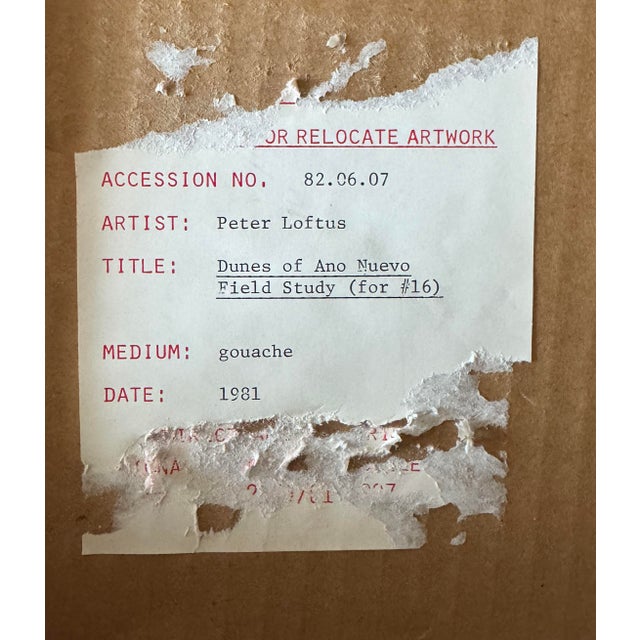 OR RELOCATE ARTWORK
ACCESSION NO. 82.06.07
ARTIST: Peter Loftus
TITLE: Dunes of Ano Nuevo
Field Study (for #16)
MEDIUM: gouache
DATE: 1981